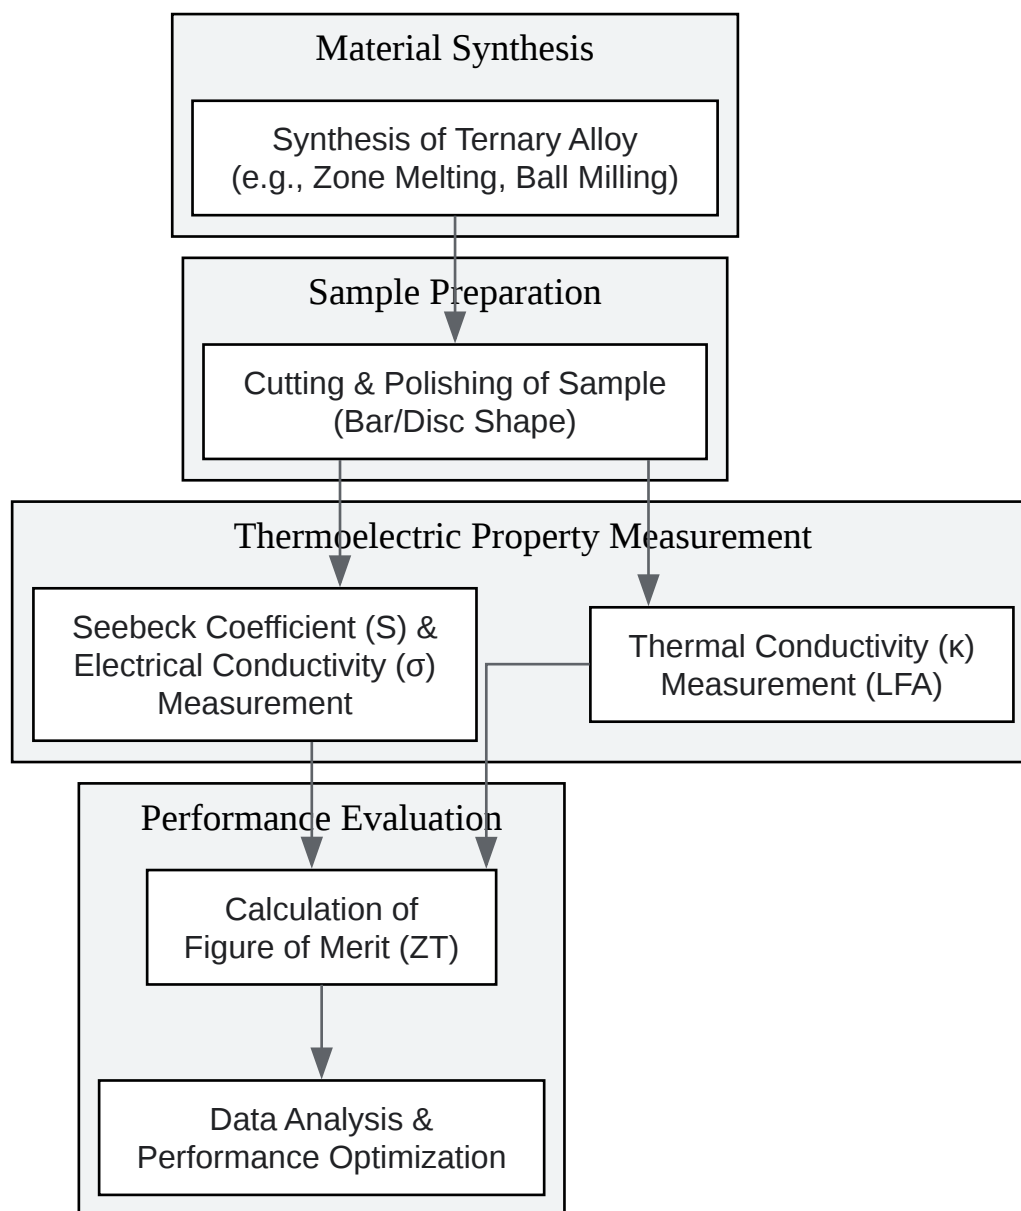 Material Synthesis
Synthesis of Ternary Alloy
(e.g., Zone Melting, Ball Milling)
Sample Preparation
Cutting & Polishing of Sample
(Bar/Disc Shape)
Thermoelectric Property Measurement
Seebeck Coefficient (S) &
Electrical Conductivity (σ)
Measurement
Thermal Conductivity (κ)
Measurement (LFA)
Performance Evaluation
Calculation of
Figure of Merit (ZT)
Data Analysis &
Performance Optimization